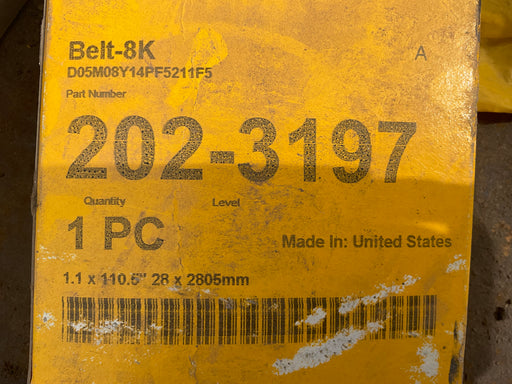 Belt-8K
A
D05M08Y14PF5211F5
Part Number
202-3197
Quantity Level
1 PC
Made In: United States
1.1 x 110.5" 28 x 2805mm